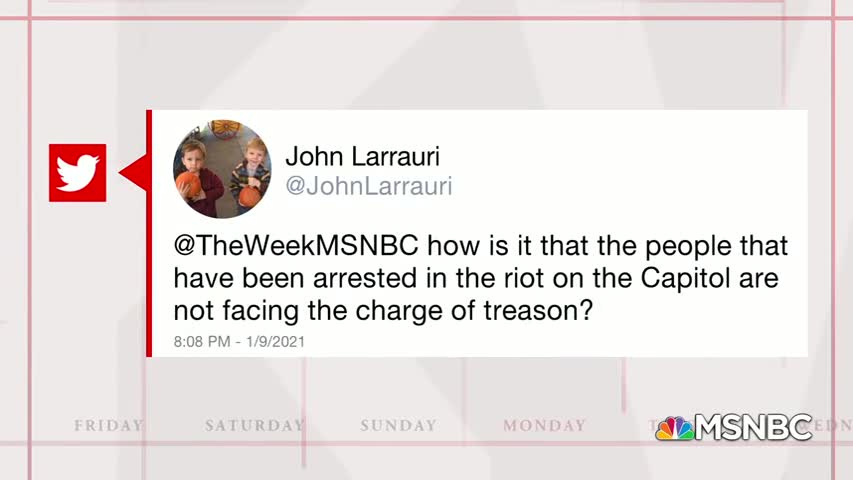 John Larrauri
@JohnLarrauri
@TheWeekMSNBC how is it that the people that
have been arrested in the riot on the Capitol are
not facing the charge of treason?
8:08 PM - 1/9/2021
FRIDAY SATURDAY SUNDAY MONDAY
MSNBC